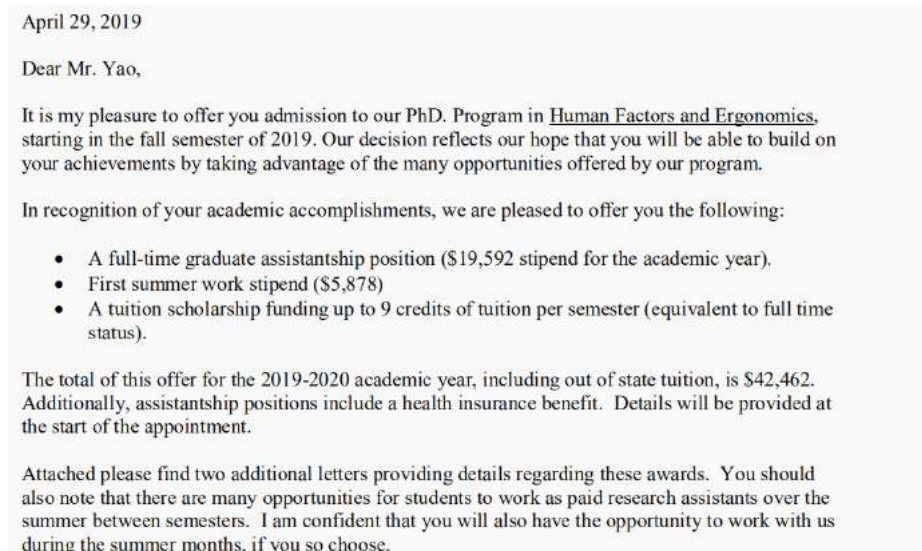 April 29, 2019
Dear Mr. Yao,
It is my pleasure to offer you admission to our PhD. Program in Human Factors and Ergonomics,
starting in the fall semester of 2019. Our decision reflects our hope that you will be able to build on
your achievements by taking advantage of the many opportunities offered by our program.
In recognition of your academic accomplishments, we are pleased to offer you the following:
• A full-time graduate assistantship position ($19,592 stipend for the academic year).
• First summer work stipend ($5,878)
• A tuition scholarship funding up to 9 credits of tuition per semester (equivalent to full time
status).
The total of this offer for the 2019-2020 academic year, including out of state tuition, is $42,462.
Additionally, assistantship positions include a health insurance benefit. Details will be provided at
the start of the appointment.
Attached please find two additional letters providing details regarding these awards. You should
also note that there are many opportunities for students to work as paid research assistants over the
summer between semesters. I am confident that you will also have the opportunity to work with us
during the summer months, if you so choose.